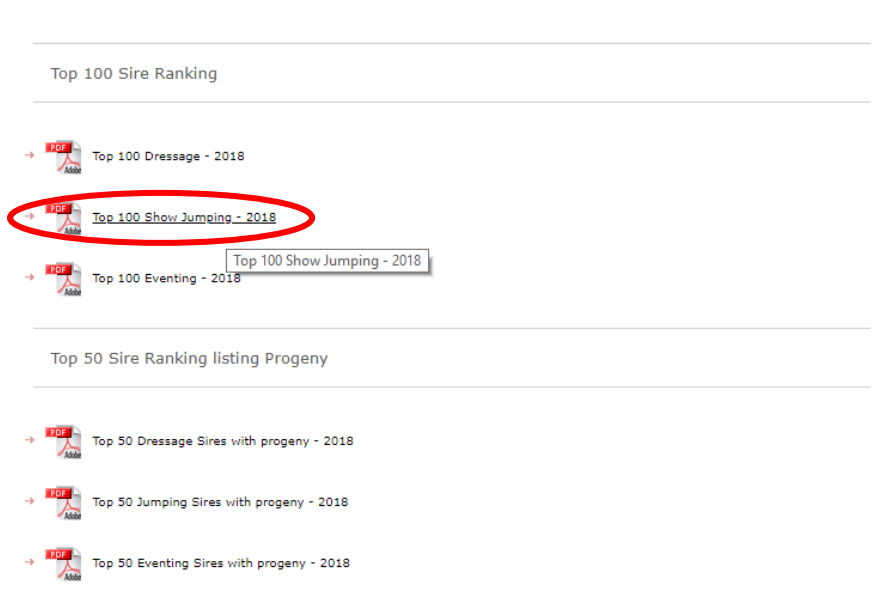 Top 100 Sire Ranking
PDF
Adobe
Top 100 Dressage - 2018
PDF
Adobe
Top 100 Show Jumping - 2018
Top 100 Show Jumping - 2018
PDF
Adobe
Top 100 Eventing - 2018
Top 50 Sire Ranking listing Progeny
PDF
Adobe
Top 50 Dressage Sires with progeny - 2018
PDF
Adobe
Top 50 Jumping Sires with progeny - 2018
PDF
Adobe
Top 50 Eventing Sires with progeny - 2018